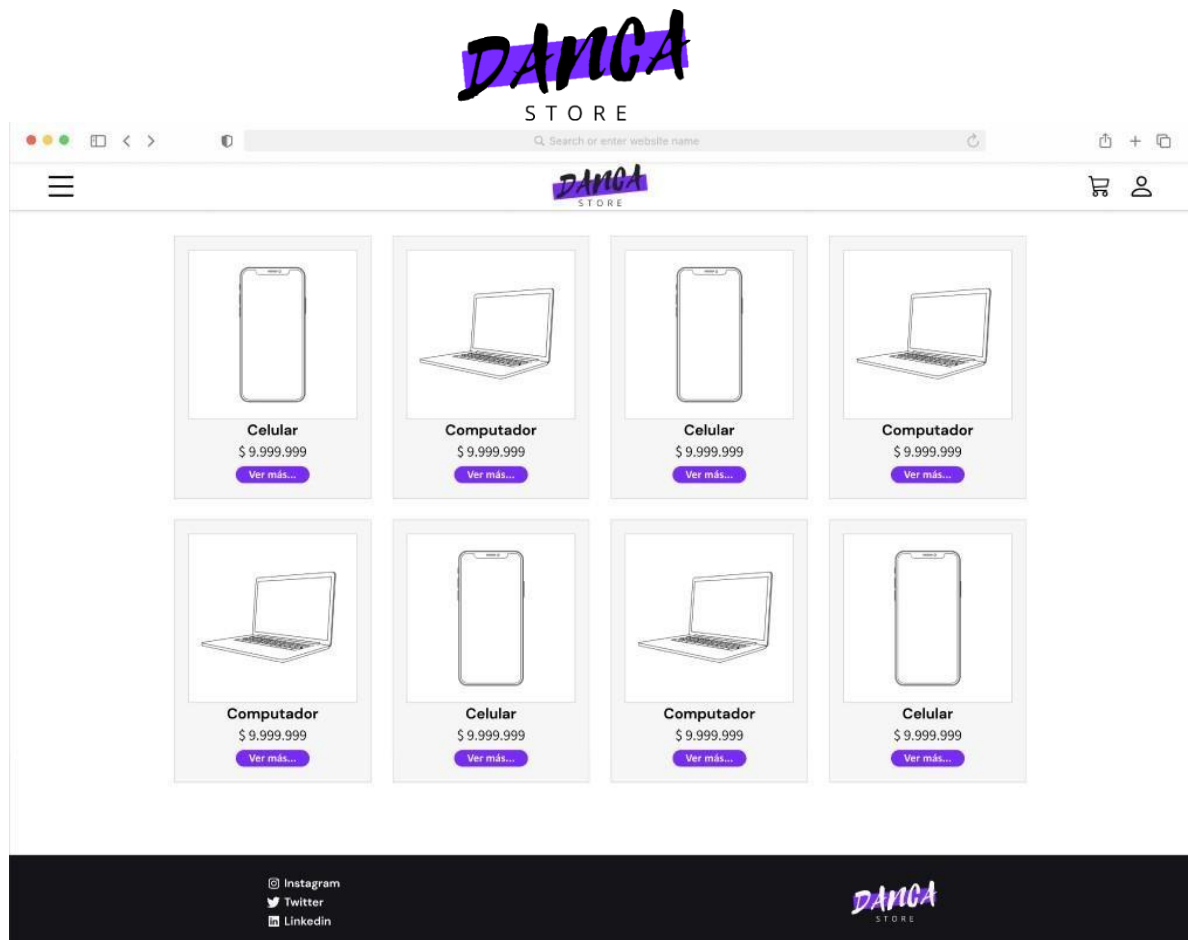 DANCA
STORE
Search or enter website name
DANCA
STORE
Celular
Computador
Celular
Computador
$ 9.999.999
$ 9.999.999
$ 9.999.999
$ 9.999.999
Ver más...
Ver más...
Ver más...
Ver más...
Computador
Celular
Computador
Celular
$ 9.999.999
$ 9.999.999
$ 9.999.999
$ 9.999.999
Ver más...
Ver más...
Ver más...
Ver más...
Instagram
Twitter
Linkedin
DANCA
STORE